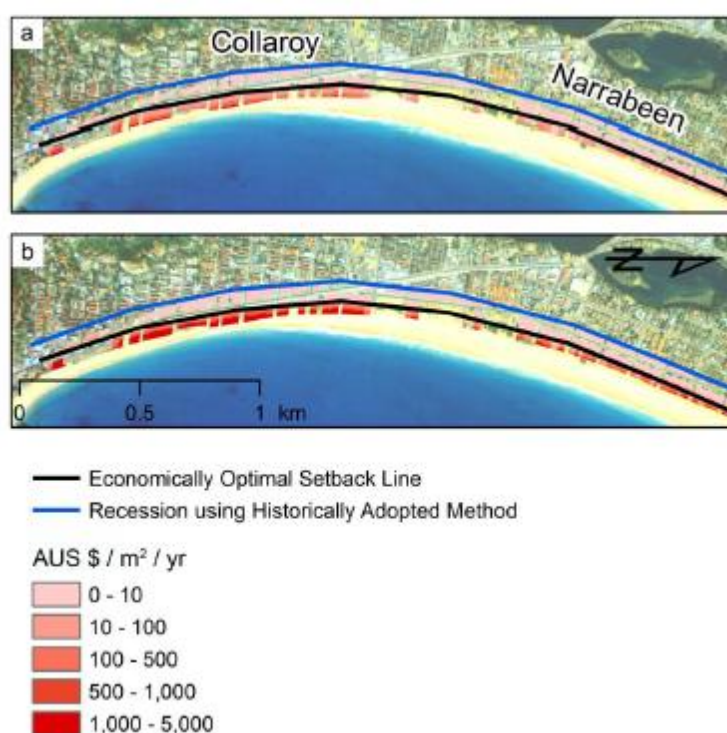 a
Collaroy
Narrabeen
b
N
0
0.5
1
km
Economically Optimal Setback Line
Recession using Historically Adopted Method
AUS $ / m² / yr
0 - 10
10 - 100
100 - 500
500 - 1,000
1,000 - 5,000